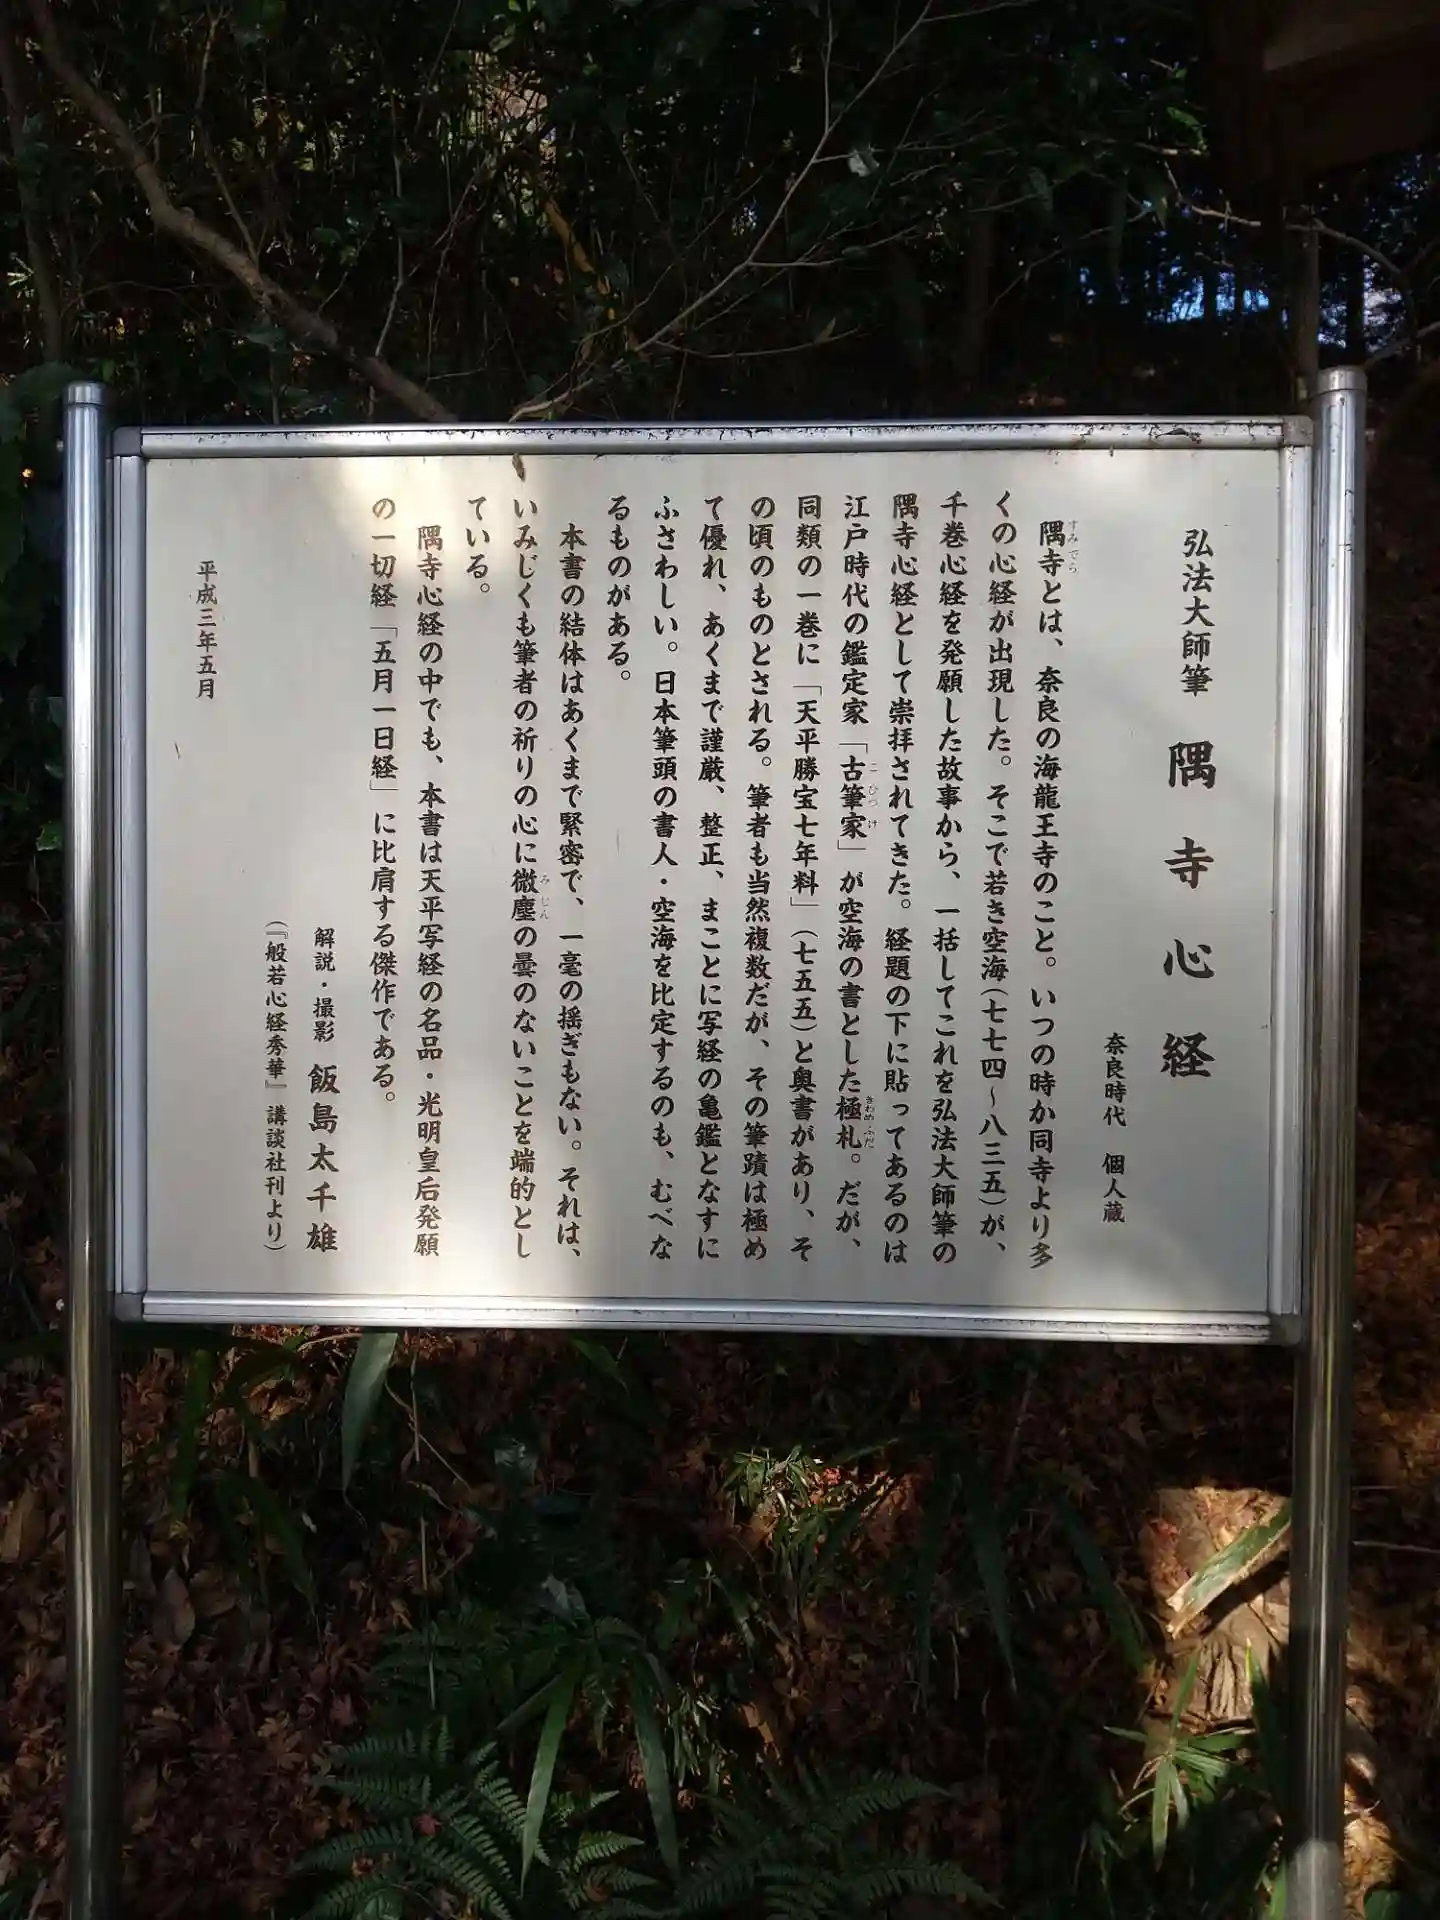 弘法大師筆 隅寺心経
奈良時代 個人蔵
隅寺とは、奈良の海龍王寺のこと。いつの時か同寺より多
すみでら
くの心経が出現した。そこで若き空海(七七四〜八三五)が、
千巻心経を発願した故事から、一括してこれを弘法大師筆の
隅寺心経として崇拝されてきた。経題の下に貼ってあるのは
江戸時代の鑑定家「古筆家」が空海の書とした極札。だが、
こひつけ きわめふだ
同類の一巻に「天平勝宝七年料」(七五五)と奥書があり、そ
の頃のものとされる。筆者も当然複数だが、その筆蹟は極め
て優れ、あくまで謹厳、整正、まことに写経の亀鑑となすに
ふさわしい。日本筆頭の書人・空海を比定するのも、むべな
るものがある。
本書の結体はあくまで緊密で、一毫の揺ぎもない。それは、
いみじくも筆者の祈りの心に微塵の曇のないことを端的とし
みじん
ている。
隅寺心経の中でも、本書は天平写経の名品・光明皇后発願
の一切経「五月一日経」に比肩する傑作である。
解説・撮影 飯島太千雄
(『般若心経秀華』講談社刊より)
平成三年五月